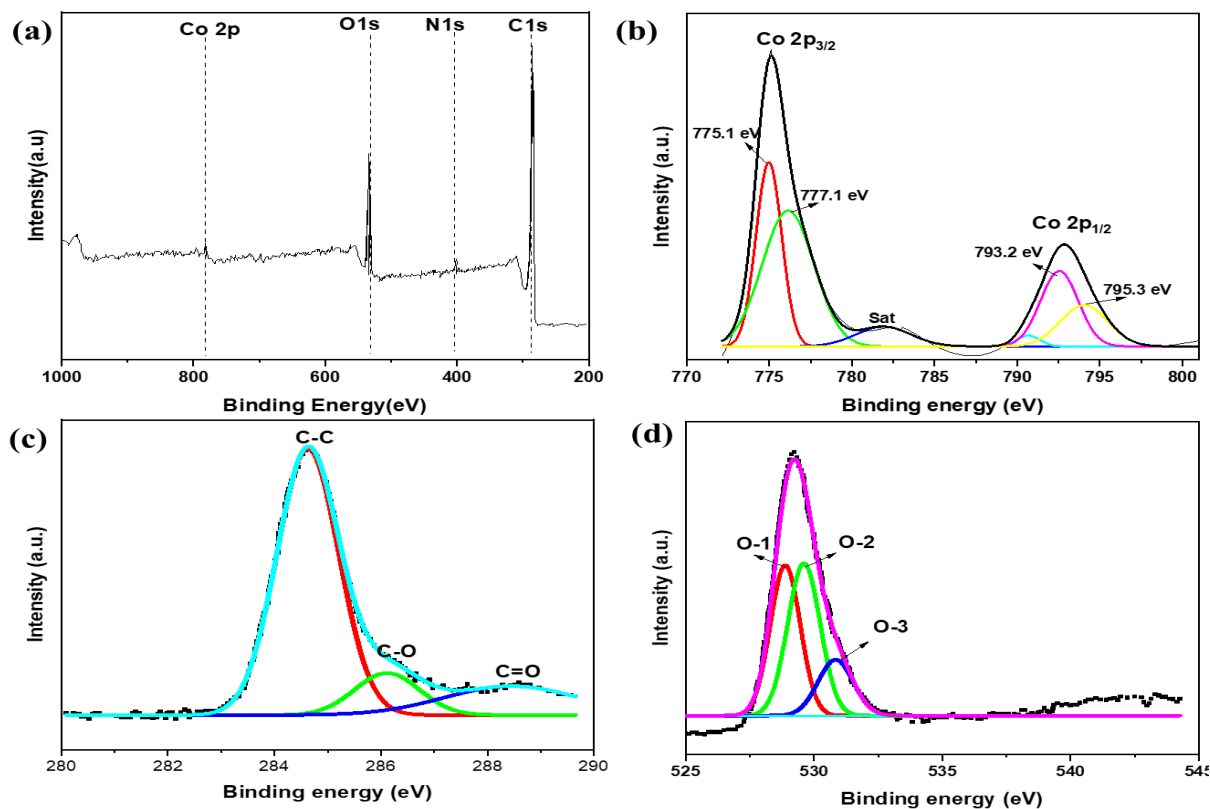 (a)
Co 2p
O1s
N1s
C1s
Intensity(a.u)
1000
800
600
400
200
Binding Energy(eV)
(b)
Co 2p3/2
775.1 eV
777.1 eV
Sat
Co 2p1/2
793.2 eV
795.3 eV
Intensity (a.u.)
770
775
780
785
790
795
800
Binding energy (eV)
(c)
C-C
C-O
C=O
Intensity (a.u.)
280
282
284
286
288
290
Binding energy (eV)
(d)
O-1
O-2
O-3
Intensity (a.u.)
525
530
535
540
545
Binding energy (eV)